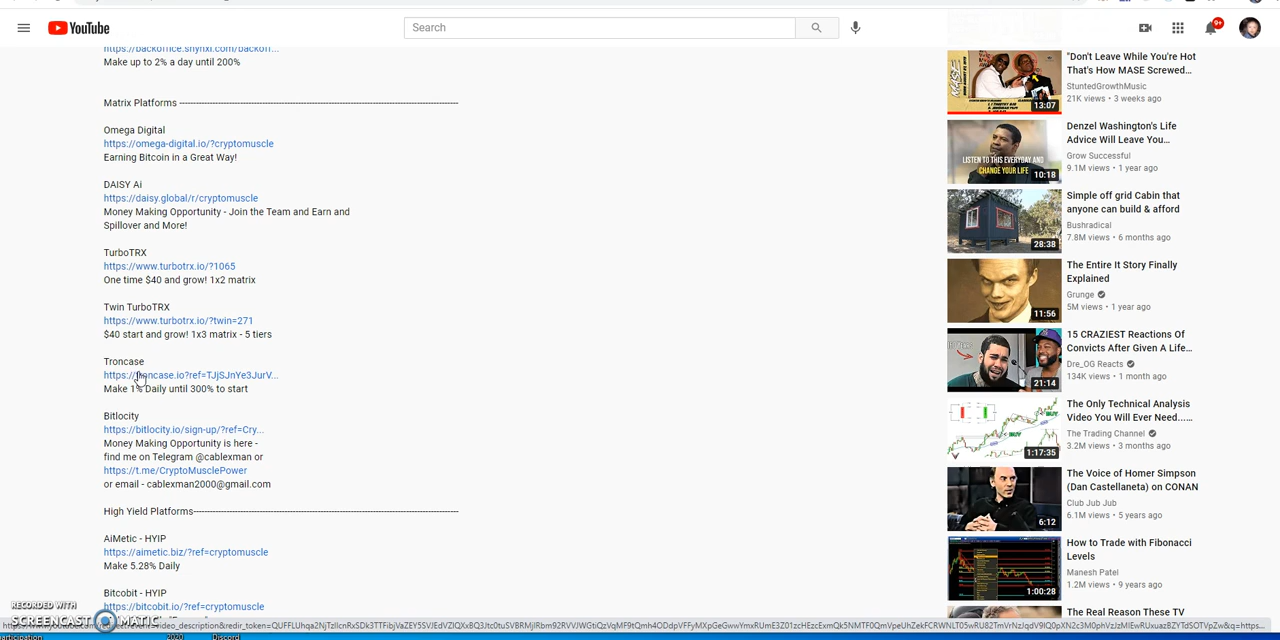 YouTube
Search
9+
https://backoffice.shynxl.com/backoff...
Make up to 2% a day until 200%
Matrix Platforms -----------------------------------------------------------------------
Omega Digital
https://omega-digital.io/?cryptomuscle
Earning Bitcoin in a Great Way!
DAISY Ai
https://daisy.global/r/cryptomuscle
Money Making Opportunity - Join the Team and Earn and
Spillover and More!
TurboTRX
https://www.turbotrx.io/?1065
One time $40 and grow! 1x2 matrix
Twin TurboTRX
https://www.turbotrx.io/?twin=271
$40 start and grow! 1x3 matrix - 5 tiers
Troncase
https://troncase.io?ref=TJjSJnYe3JurV...
Make 1% Daily until 300% to start
Bitlocity
https://bitlocity.io/sign-up/?ref=Cry...
Money Making Opportunity is here -
find me on Telegram @cablexman or
https://t.me/CryptoMusclePower
or email - cablexman2000@gmail.com
High Yield Platforms--------------------------------------------------------------------
AiMetic - HYIP
https://aimetic.biz/?ref=cryptomuscle
Make 5.28% Daily
Bitcobit - HYIP
https://bitcobit.io/?ref=cryptomuscle
13:07
"Don't Leave While You're Hot
That's How MASE Screwed...
StuntedGrowthMusic
21K views • 3 weeks ago
LISTEN TO THIS EVERYDAY AND
CHANGE YOUR LIFE
10:18
Denzel Washington's Life
Advice Will Leave You...
Grow Successful
9.1M views • 1 year ago
28:38
Simple off grid Cabin that
anyone can build & afford
Bushradical
7.8M views • 6 months ago
11:56
The Entire It Story Finally
Explained
Grunge
5M views • 1 year ago
21:14
15 CRAZIEST Reactions Of
Convicts After Given A Life...
Dre_OG Reacts
134K views • 1 month ago
BUY
BUY
1:17:35
The Only Technical Analysis
Video You Will Ever Need....
The Trading Channel
3.2M views • 3 months ago
6:12
The Voice of Homer Simpson
(Dan Castellaneta) on CONAN
Club Jub Jub
6.1M views • 5 years ago
1:00:28
How to Trade with Fibonacci
Levels
Manesh Patel
1.2M views • 9 years ago
The Real Reason These TV
RECORDED WITH
SCREENCAST MATIC
2020
Discord